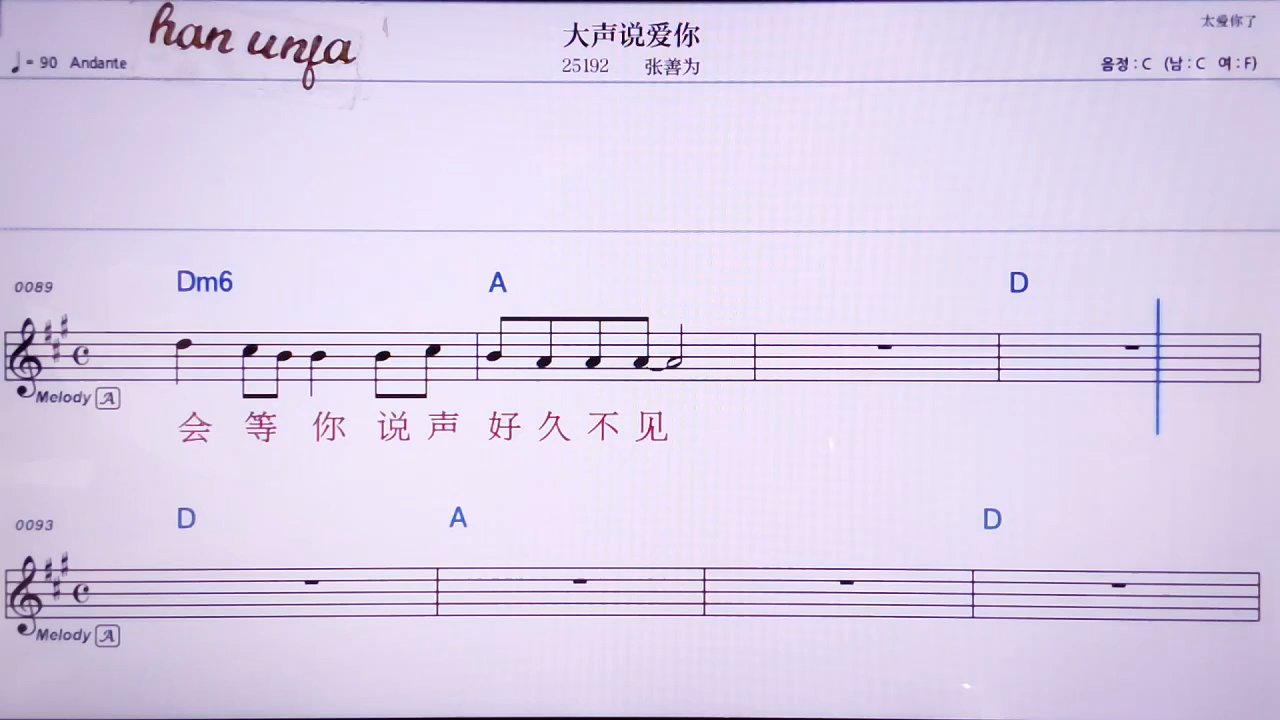 han unja
大声说爱你
太爱你了
♩= 90 Andante
25192 张善为
음정 : C (남 : C 여 : F)
0089 Dm6 A D
Melody A
会 等 你 说 声 好 久 不 见
0093 D A D
Melody A